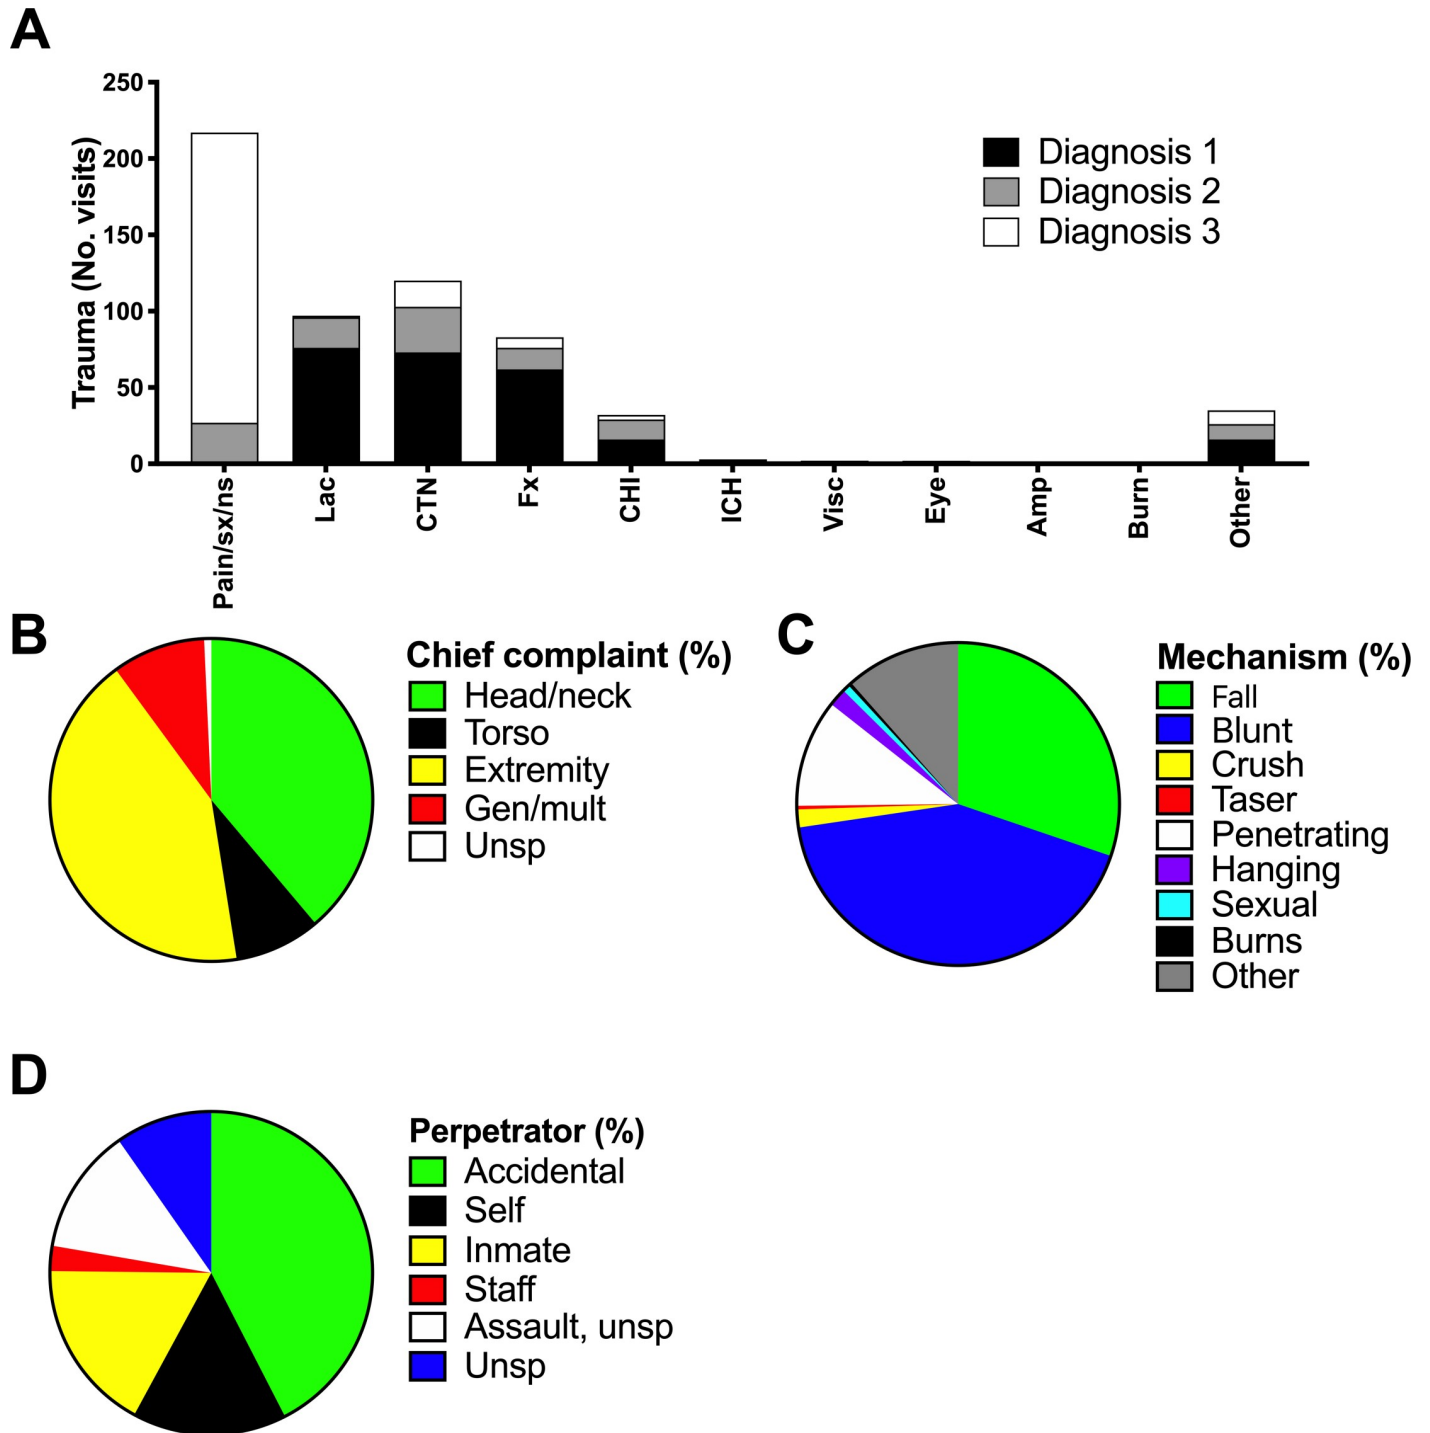 A
250
200
150
100
50
0
Trauma (No. visits)
Diagnosis 1
Diagnosis 2
Diagnosis 3
Pain/sx/ns
Lac
CTN
Fx
CHI
ICH
Visc
Eye
Amp
Burn
Other
B
Chief complaint (%)
Head/neck
Torso
Extremity
Gen/mult
Unsp
C
Mechanism (%)
Fall
Blunt
Crush
Taser
Penetrating
Hanging
Sexual
Burns
Other
D
Perpetrator (%)
Accidental
Self
Inmate
Staff
Assault, unsp
Unsp